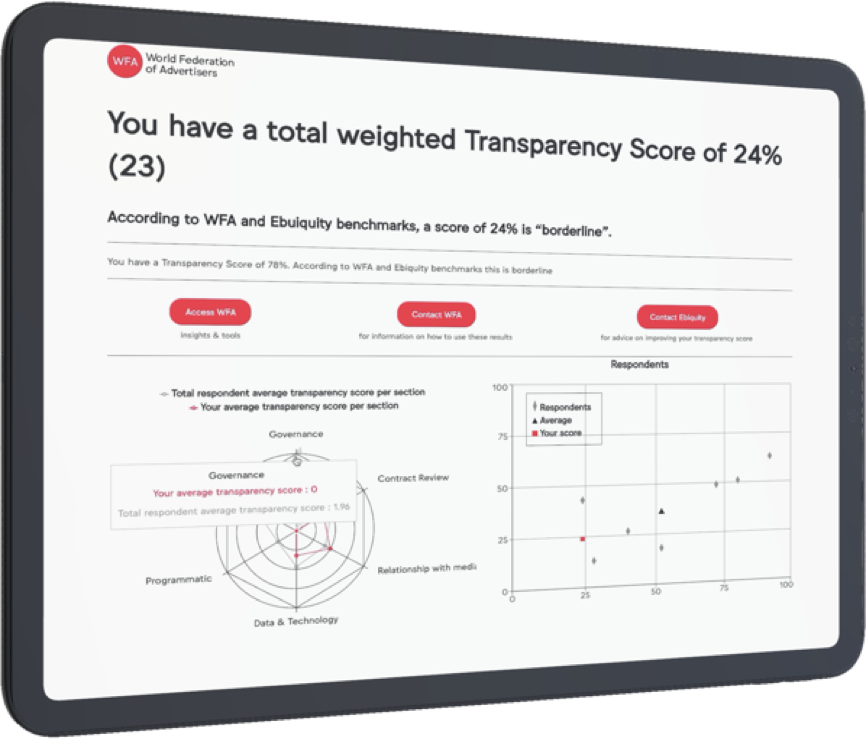 WFA
World Federation
of Advertisers
You have a total weighted Transparency Score of 24%
(23)
According to WFA and Ebuiquity benchmarks, a score of 24% is “borderline”.
You have a Transparency Score of 78%. According to WFA and Ebiquity benchmarks this is borderline
Access WFA
insights & tools
Contact WFA
for information on how to use these results
Contact Ebiquity
for advice on improving your transparency score
Total respondent average transparency score per section
Your average transparency score per section
Governance
Governance
Your average transparency score : 0
Total respondent average transparency score : 1.96
Contract Review
Relationship with medi
Data & Technology
Programmatic
Respondents
Respondents
Average
Your score
100
75
50
25
0
0
25
50
75
100